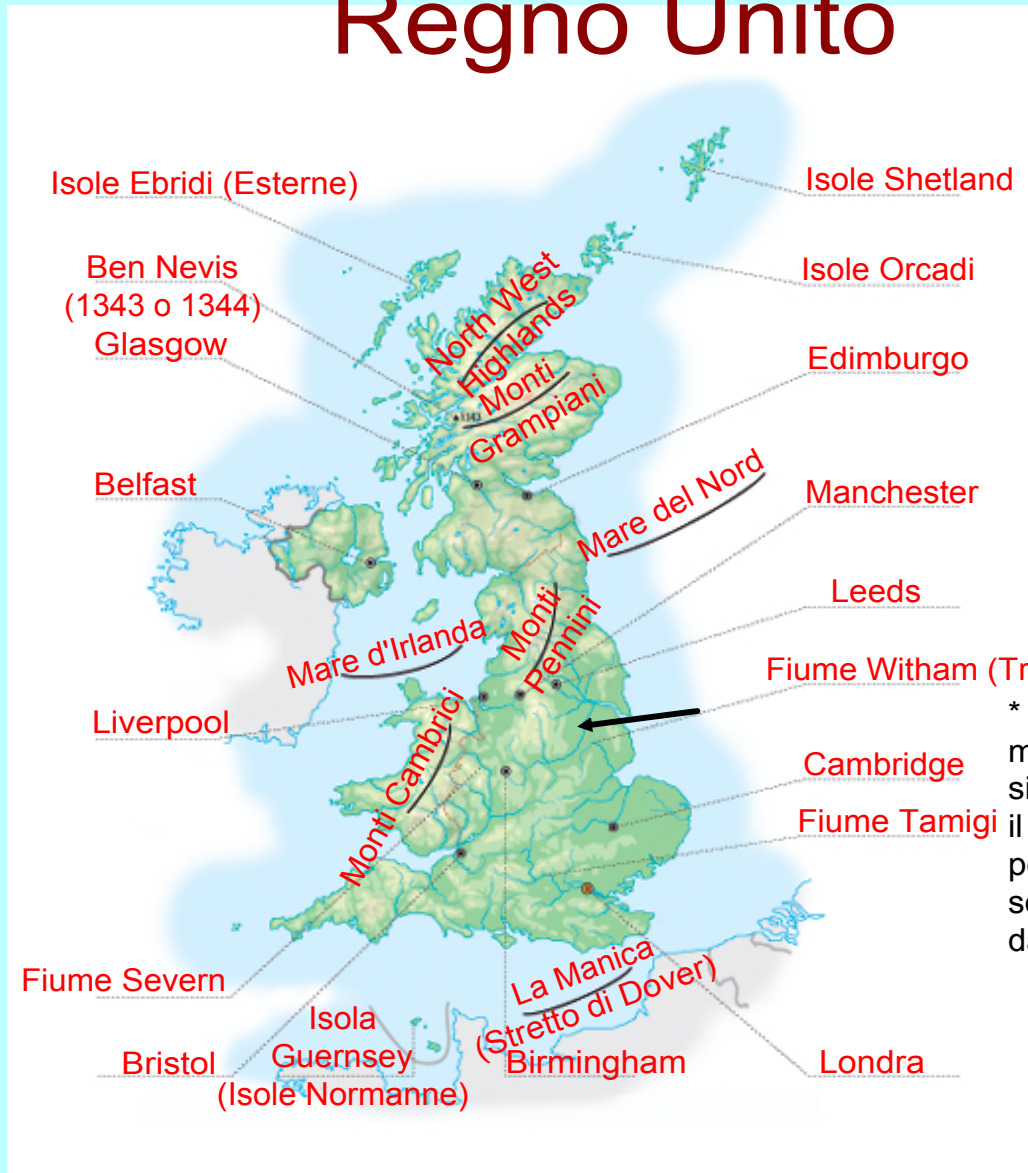 Regno Unito
Isole Ebridi (Esterne)
Isole Shetland
Ben Nevis
(1343 o 1344)
Isole Orcadi
Glasgow
North West
Highlands
Edimburgo
Monti
Grampiani
1343
Belfast
Mare del Nord
Manchester
Leeds
Monti
Pennini
Mare d'Irlanda
Fiume Witham (Tr
*
Liverpool
Monti Cambrici
Cambridge
Fiume Tamigi
il
Fiume Severn
La Manica
(Stretto di Dover)
Isola
Guernsey
(Isole Normanne)
Bristol
Birmingham
Londra